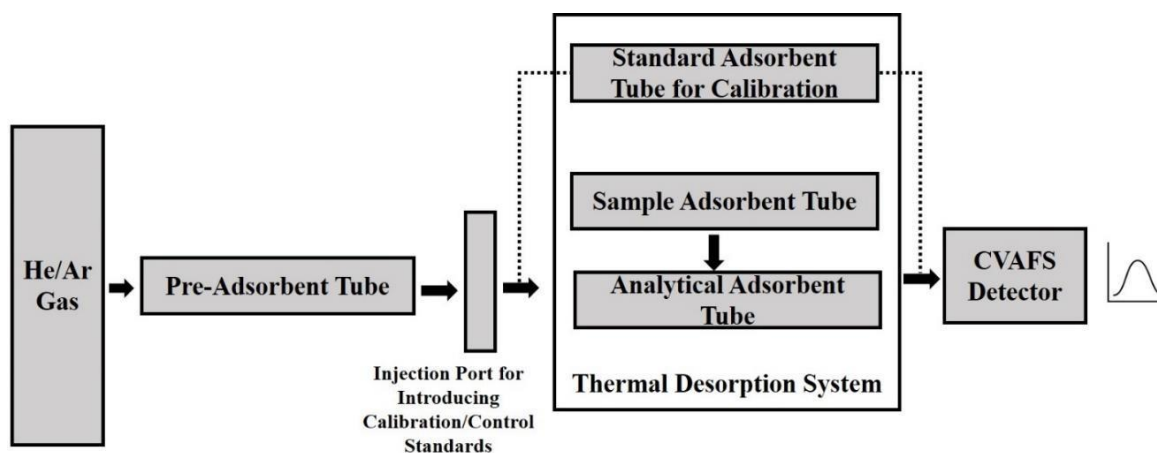 Standard Adsorbent
Tube for Calibration
Sample Adsorbent Tube
He/Ar
Gas
Pre-Adsorbent Tube
Analytical Adsorbent
Tube
CVAFS
Detector
Injection Port for
Introducing
Calibration/Control
Standards
Thermal Desorption System